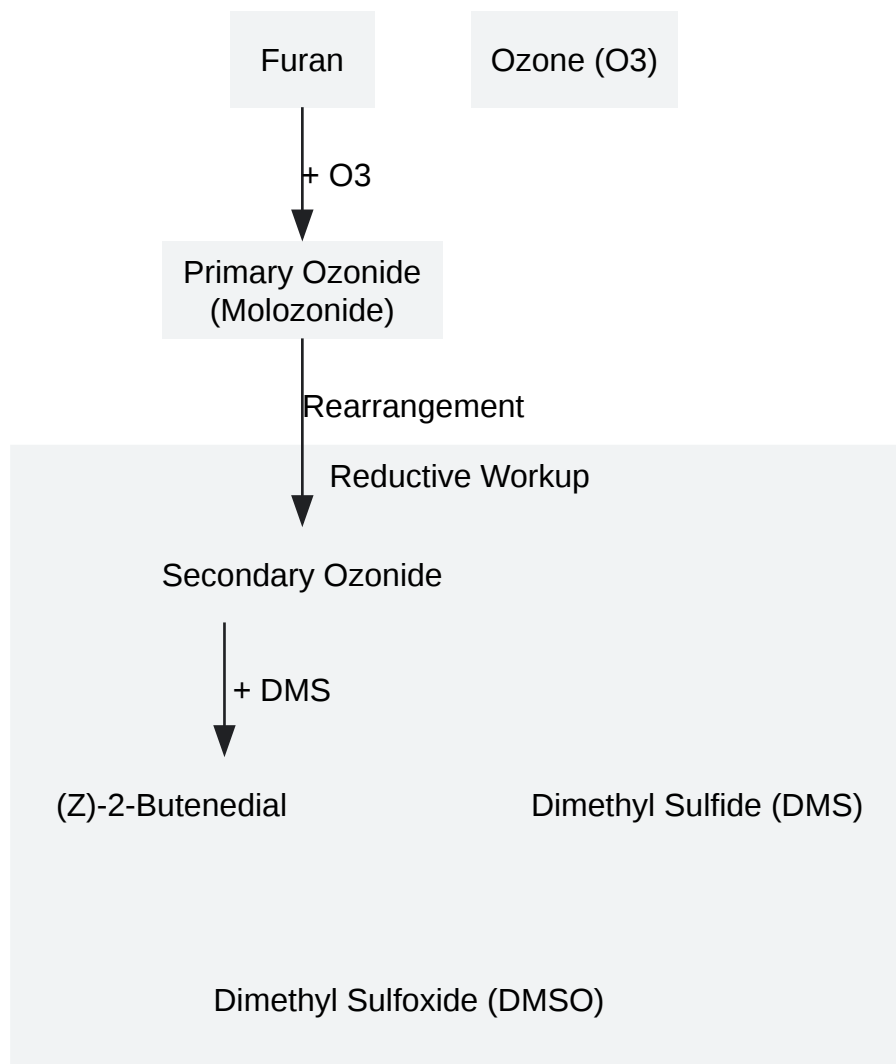 Furan
Ozone (O3)
+ O3
Primary Ozonide
(Molozonide)
Rearrangement
Reductive Workup
Secondary Ozonide
+ DMS
(Z)-2-Butenedial
Dimethyl Sulfide (DMS)
Dimethyl Sulfoxide (DMSO)